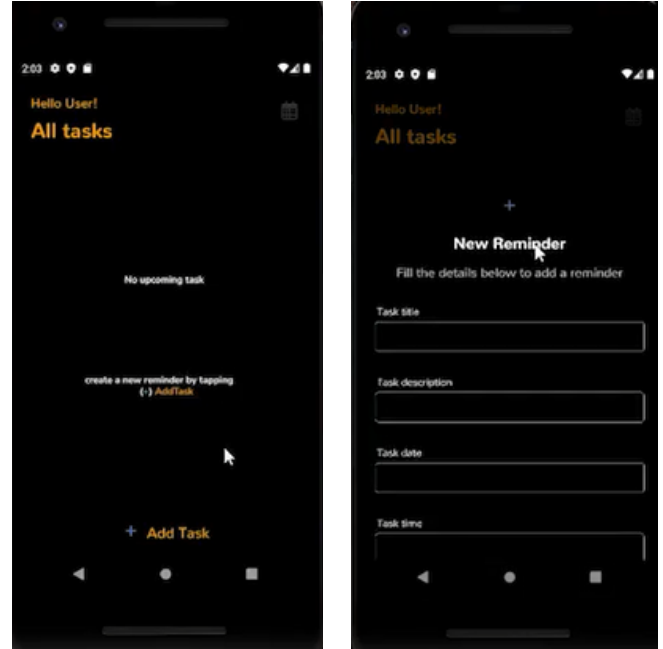 2:03
Hello User!
All tasks
No upcoming task
create a new reminder by tapping
(+) AddTask
+ Add Task
2:03
Hello User!
All tasks
+
New Reminder
Fill the details below to add a reminder
Task title
Task description
Task date
Task time